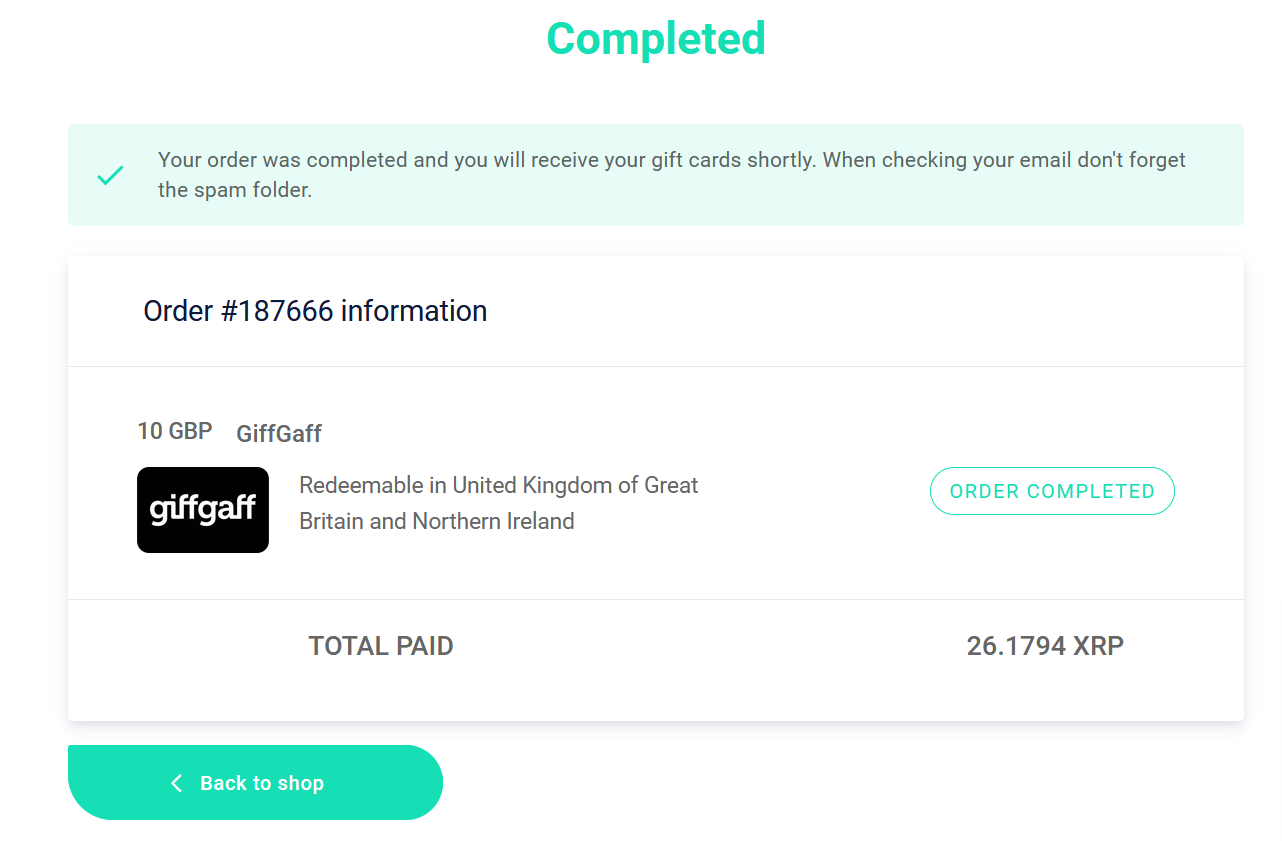 Completed
Your order was completed and you will receive your gift cards shortly. When checking your email don't forget
the spam folder.
Order #187666 information
10 GBP GiffGaff
giffgaff
Redeemable in United Kingdom of Great
Britain and Northern Ireland
ORDER COMPLETED
TOTAL PAID
26.1794 XRP
Back to shop